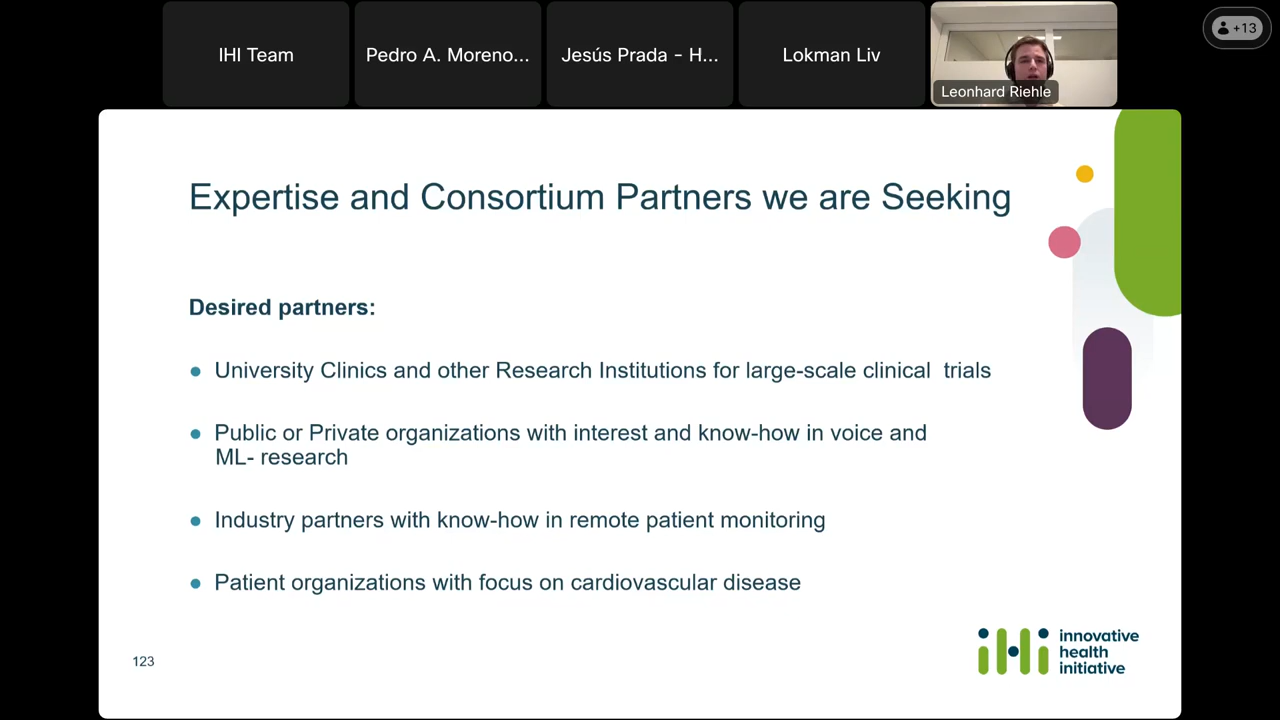 IHI Team
Pedro A. Moreno...
Jesús Prada - H...
Lokman Liv
Leonhard Riehle
+13
Expertise and Consortium Partners we are Seeking
Desired partners:
● University Clinics and other Research Institutions for large-scale clinical trials
● Public or Private organizations with interest and know-how in voice and
ML- research
● Industry partners with know-how in remote patient monitoring
● Patient organizations with focus on cardiovascular disease
123
iHi
innovative
health
initiative